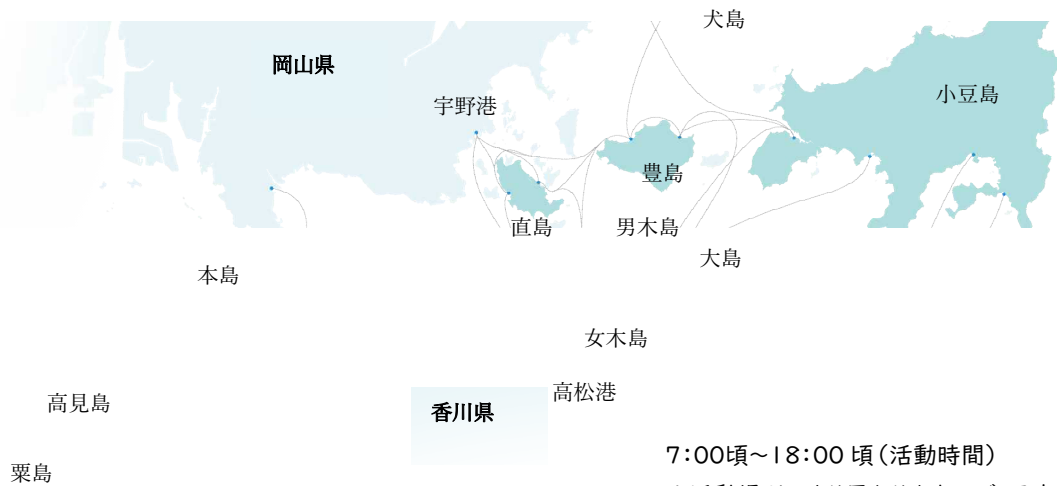 犬島
岡山県
小豆島
宇野港
豊島
直島
男木島
大島
本島
女木島
高松港
高見島
香川県
7:00頃~18:00 頃(活動時間)
粟島